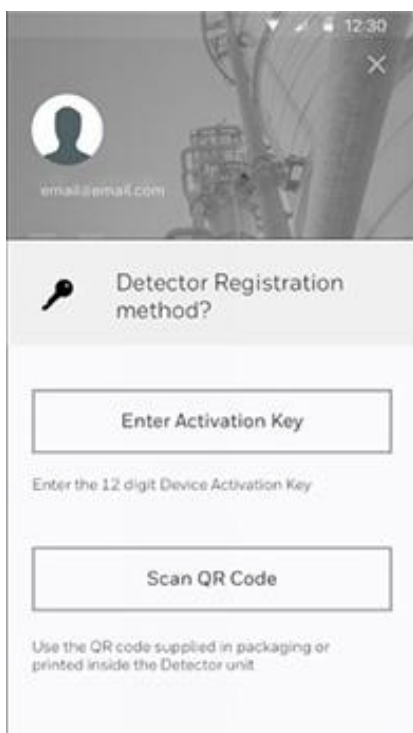 12:30
email@email.com
Detector Registration
method?
Enter Activation Key
Enter the 12 digit Device Activation Key
Scan QR Code
Use the QR code supplied in packaging or
printed inside the Detector unit